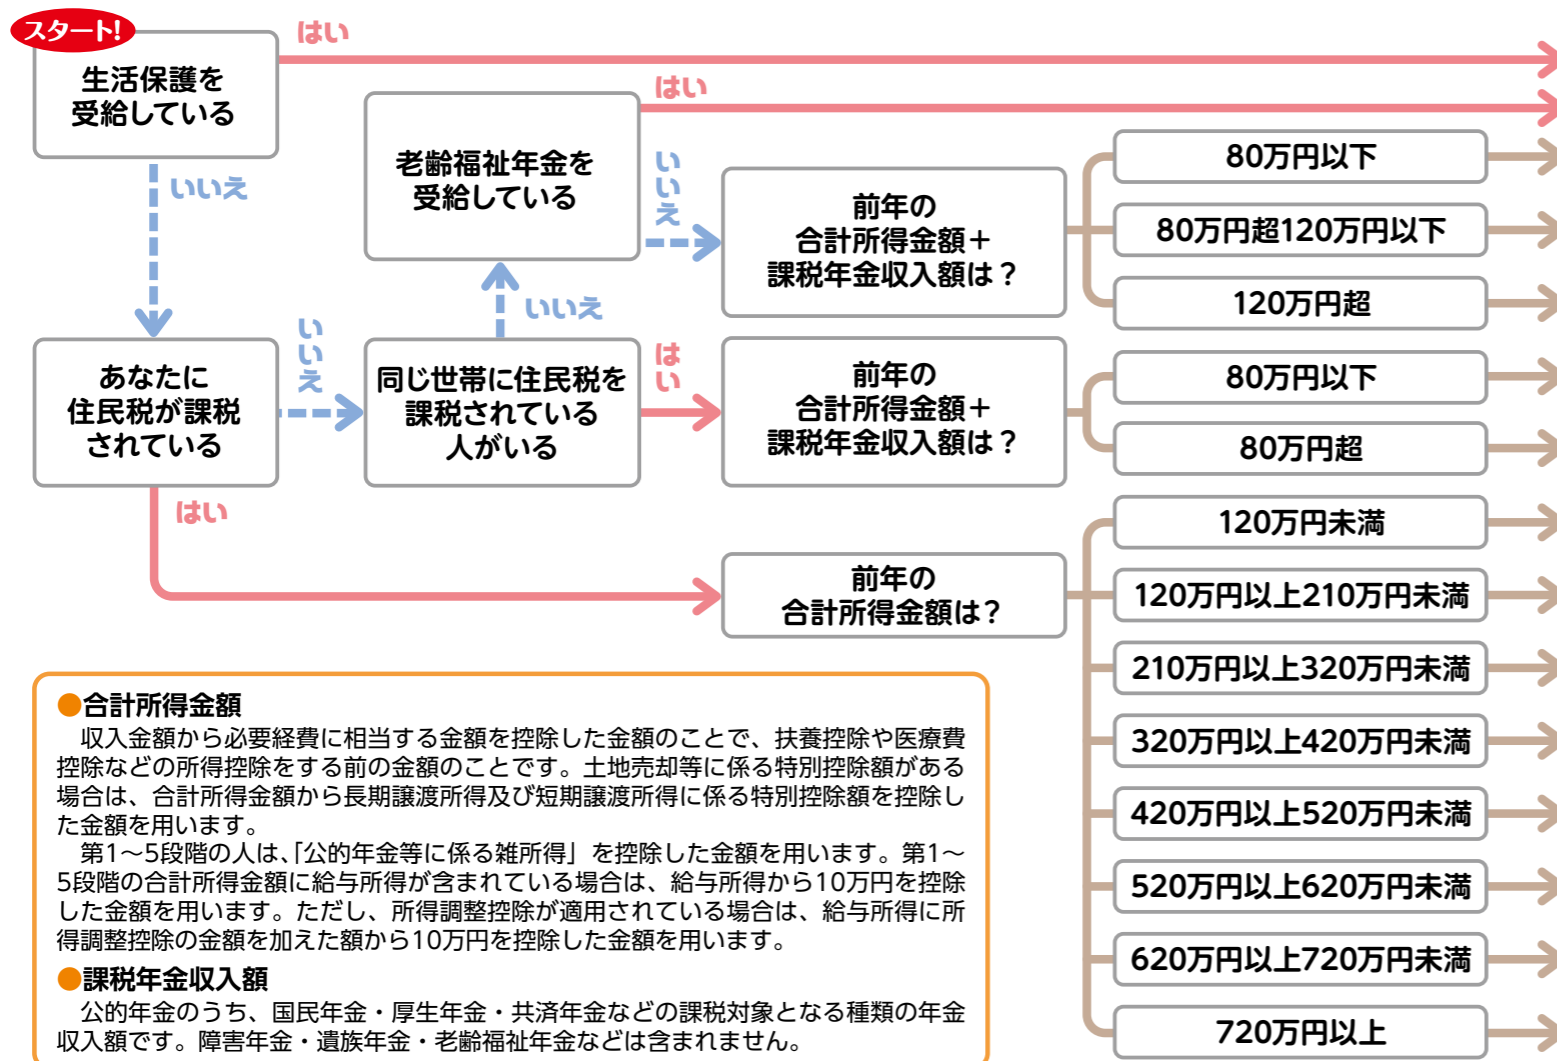 スタート!
生活保護を
受給している
はい
いいえ
あなたに
住民税が課税
されている
いいえ
はい
同じ世帯に住民税を
課税されている
人がいる
いいえ
はい
老齢福祉年金を
受給している
はい
いいえ
前年の
合計所得金額＋
課税年金収入額は？
80万円以下
80万円超120万円以下
120万円超
前年の
合計所得金額＋
課税年金収入額は？
80万円以下
80万円超
前年の
合計所得金額は？
120万円未満
120万円以上210万円未満
210万円以上320万円未満
320万円以上420万円未満
420万円以上520万円未満
520万円以上620万円未満
620万円以上720万円未満
720万円以上
●合計所得金額
　収入金額から必要経費に相当する金額を控除した金額のことで、扶養控除や医療費
控除などの所得控除をする前の金額のことです。土地売却等に係る特別控除額がある
場合は、合計所得金額から長期譲渡所得及び短期譲渡所得に係る特別控除額を控除し
た金額を用います。
　第1～5段階の人は、「公的年金等に係る雑所得」を控除した金額を用います。第1～
5段階の合計所得金額に給与所得が含まれている場合は、給与所得から10万円を控除
した金額を用います。ただし、所得調整控除が適用されている場合は、給与所得に所
得調整控除の金額を加えた額から10万円を控除した金額を用います。
●課税年金収入額
　公的年金のうち、国民年金・厚生年金・共済年金などの課税対象となる種類の年金
収入額です。障害年金・遺族年金・老齢福祉年金などは含まれません。